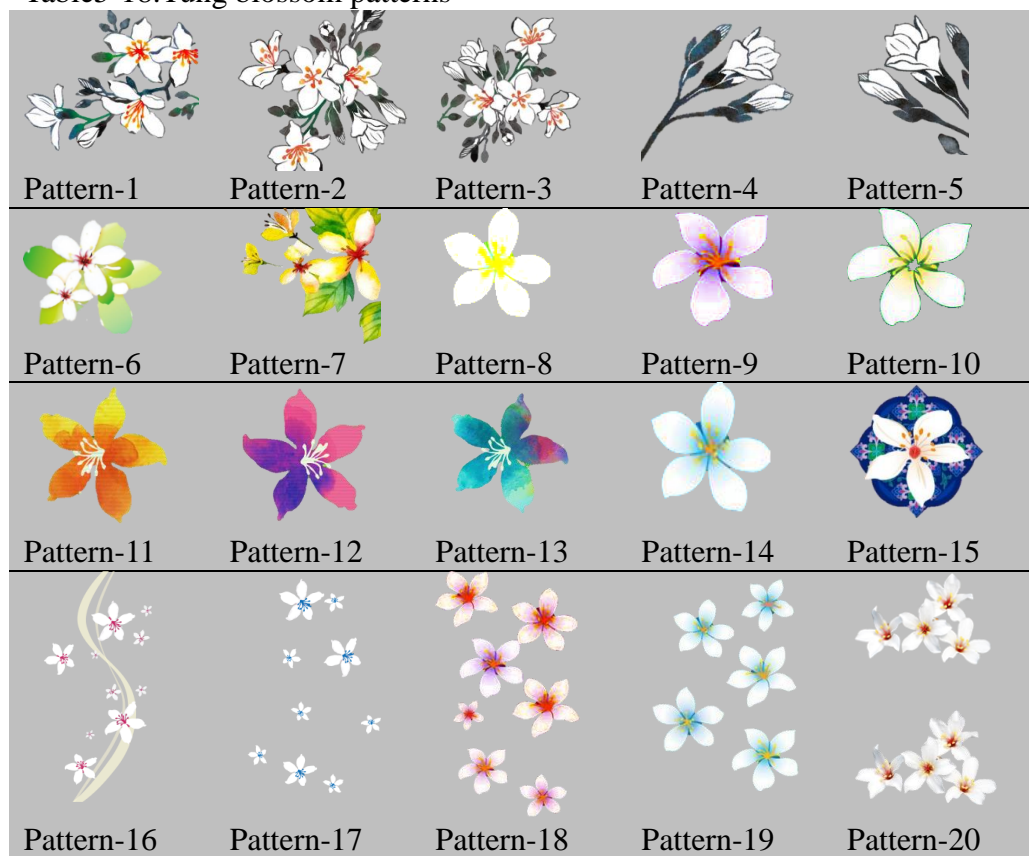 Pattern-1 Pattern-2 Pattern-3 Pattern-4 Pattern-5
Pattern-6 Pattern-7 Pattern-8 Pattern-9 Pattern-10
Pattern-11 Pattern-12 Pattern-13 Pattern-14 Pattern-15
Pattern-16 Pattern-17 Pattern-18 Pattern-19 Pattern-20